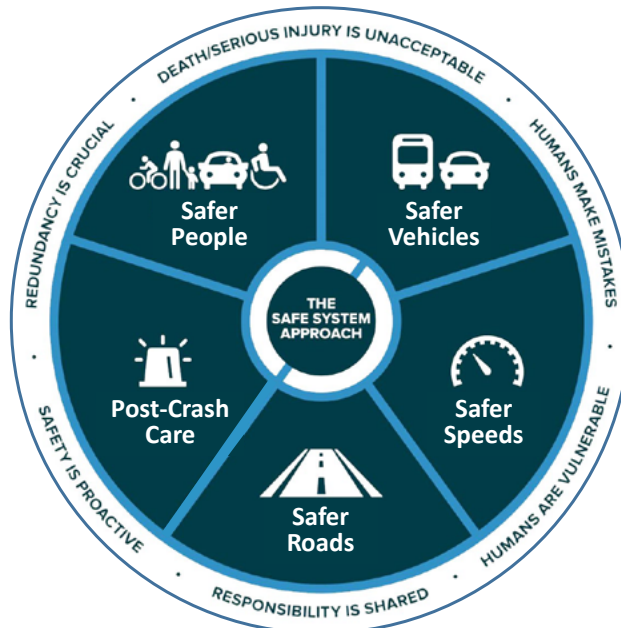 DEATH/SERIOUS INJURY IS UNACCEPTABLE
HUMANS MAKE MISTAKES
HUMANS ARE VULNERABLE
RESPONSIBILITY IS SHARED
SAFETY IS PROACTIVE
REDUNDANCY IS CRUCIAL
Safer
People
Safer
Vehicles
THE
SAFE SYSTEM
APPROACH
Post-Crash
Care
Safer
Speeds
Safer
Roads